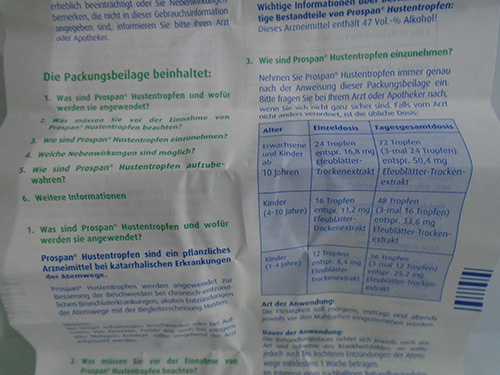 erheblich beeinträchtigt oder Sie Nebenwirkungen
bemerken, die nicht in dieser Gebrauchsinformation
angegeben sind, informieren Sie bitte Ihren Arzt
oder Apotheker.
Die Packungsbeilage beinhaltet:
1. Was sind Prospan® Hustentropfen und wofür
werden sie angewendet?
2. Was müssen Sie vor der Einnahme von
Prospan® Hustentropfen beachten?
3. Wie sind Prospan® Hustentropfen einzunehmen?
4. Welche Nebenwirkungen sind möglich?
5. Wie sind Prospan® Hustentropfen aufzube-
wahren?
6. Weitere Informationen
1. Was sind Prospan® Hustentropfen und wofür
werden sie angewendet?
Prospan® Hustentropfen sind ein pflanzliches
Arzneimittel bei katarrhalischen Erkrankungen
der Atemwege.
Prospan® Hustentropfen werden angewendet zur
Besserung der Beschwerden bei chronisch-entzünd-
lichen Bronchialerkrankungen, akuten Entzündungen
der Atemwege mit der Begleiterscheinung Husten.
2. Was müssen Sie vor der Einnahme von
Prospan® Hustentropfen beachten?
Wichtige Informationen über
tige Bestandteile von Prospan® Hustentropfen:
Dieses Arzneimittel enthält 47 Vol.-% Alkohol!
3. Wie sind Prospan® Hustentropfen einzunehmen?
Nehmen Sie Prospan® Hustentropfen immer genau
nach der Anweisung dieser Packungsbeilage ein.
Bitte fragen Sie bei Ihrem Arzt oder Apotheker nach,
wenn Sie sich nicht ganz sicher sind. Falls vom Arzt
nicht anders verordnet, ist die übliche Dosis:
Alter Einzeldosis Tagesgesamtdosis
Erwachsene 24 Tropfen 72 Tropfen
und Kinder entspr. 16,8 mg (3-mal 24 Tropfen)
ab Efeublätter- entspr. 50,4 mg
10 Jahren Trockenextrakt Efeublätter-Trocken-
extrakt
Kinder 16 Tropfen 48 Tropfen
(4-10 Jahre) entspr. 11,2 mg (3-mal 16 Tropfen)
Efeublätter- entspr. 33,6 mg
Trockenextrakt Efeublätter-Trocken-
extrakt
Kinder 12 Tropfen 36 Tropfen
(1-4 Jahre) entspr. 8,4 mg (3-mal 12 Tropfen)
Efeublätter- entspr. 25,2 mg
Trockenextrakt Efeublätter-Trocken-
extrakt
Art der Anwendung:
Die Flüssigkeit soll morgens, mittags und abends
jeweils vor den Mahlzeiten eingenommen werden.
Dauer der Anwendung:
Die Behandlungsdauer richtet sich jeweils nach der
Art und Schwere des Krankheitsbildes; sie sollte
jedoch auch bei leichteren Entzündungen der Atem-
wege mindestens 1 Woche betragen.